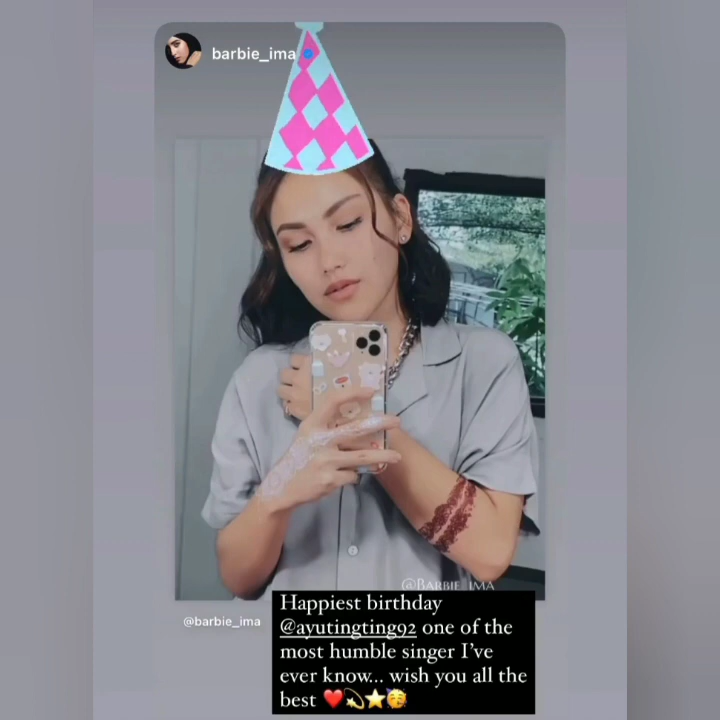 barbie_ima
@BARBIE_IMA
@barbie_ima
Happiest birthday
@ayutingting92 one of the
most humble singer I've
ever know... wish you all the
best ❤️💫⭐🥳